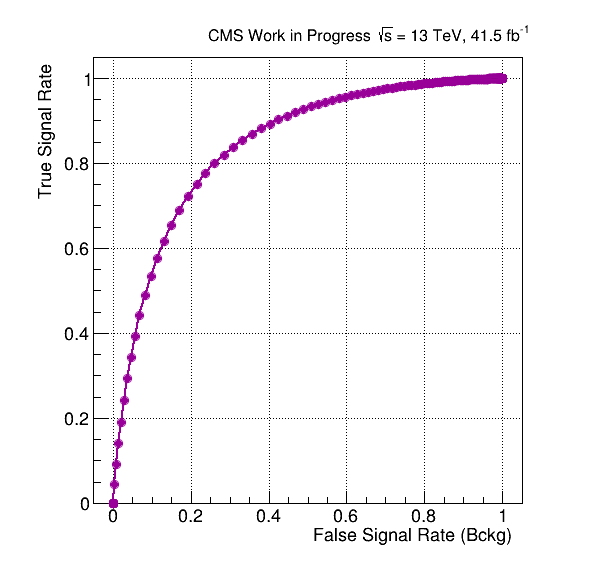 CMS Work in Progress √s = 13 TeV, 41.5 fb⁻¹
True Signal Rate
1
0.8
0.6
0.4
0.2
0
0 0.2 0.4 0.6 0.8 1
False Signal Rate (Bckg)